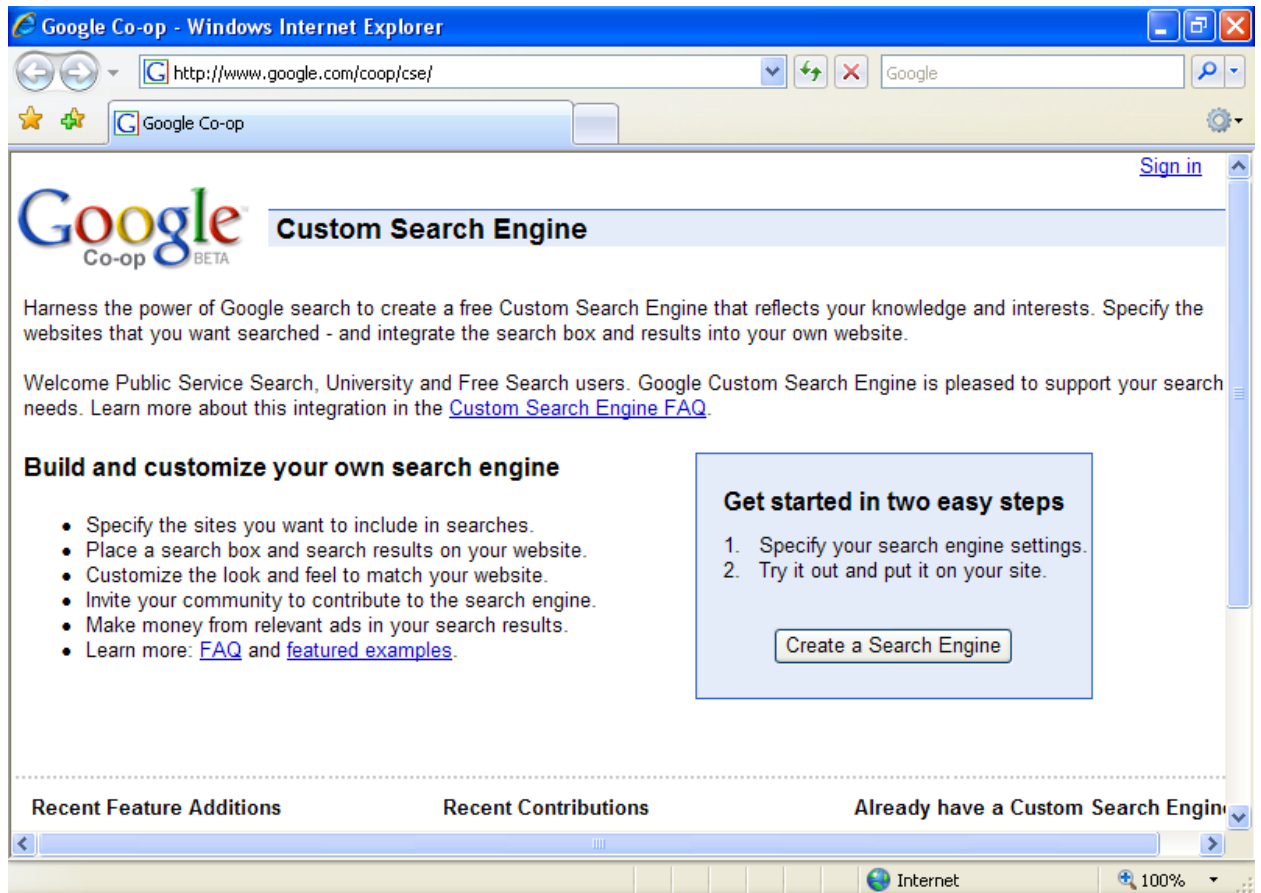 Google Co-op - Windows Internet Explorer
http://www.google.com/coop/cse/
Google
Google Co-op
Sign in
Google™
Co-op BETA
Custom Search Engine
Harness the power of Google search to create a free Custom Search Engine that reflects your knowledge and interests. Specify the
websites that you want searched - and integrate the search box and results into your own website.
Welcome Public Service Search, University and Free Search users. Google Custom Search Engine is pleased to support your search
needs. Learn more about this integration in the Custom Search Engine FAQ.
Build and customize your own search engine
• Specify the sites you want to include in searches.
• Place a search box and search results on your website.
• Customize the look and feel to match your website.
• Invite your community to contribute to the search engine.
• Make money from relevant ads in your search results.
• Learn more: FAQ and featured examples.
Get started in two easy steps
1. Specify your search engine settings.
2. Try it out and put it on your site.
Create a Search Engine
Recent Feature Additions
Recent Contributions
Already have a Custom Search Engin
Internet
100%